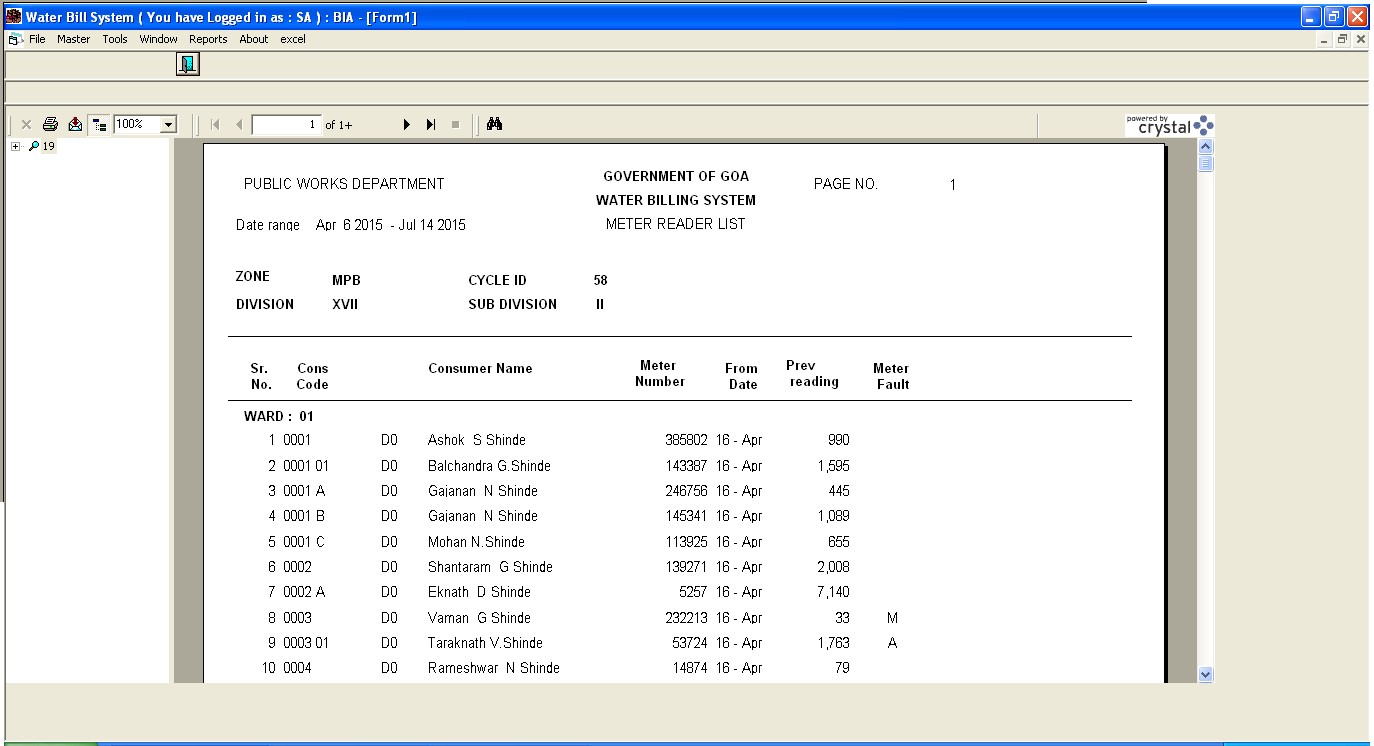 Water Bill System ( You have Logged in as : SA ) : BIA - [Form1]
File Master Tools Window Reports About excel
100% 1 of 1+
powered by
crystal
19
PUBLIC WORKS DEPARTMENT GOVERNMENT OF GOA PAGE NO. 1
WATER BILLING SYSTEM
Date range Apr 6 2015 - Jul 14 2015 METER READER LIST
ZONE MPB CYCLE ID 58
DIVISION XVII SUB DIVISION II
Sr. Cons Consumer Name Meter From Prev Meter
No. Code Number Date reading Fault
WARD : 01
1 0001 D0 Ashok S Shinde 385802 16 - Apr 990
2 0001 01 D0 Balchandra G.Shinde 143387 16 - Apr 1,595
3 0001 A D0 Gajanan N Shinde 246756 16 - Apr 445
4 0001 B D0 Gajanan N Shinde 145341 16 - Apr 1,089
5 0001 C D0 Mohan N.Shinde 113925 16 - Apr 655
6 0002 D0 Shantaram G Shinde 139271 16 - Apr 2,008
7 0002 A D0 Eknath D Shinde 5257 16 - Apr 7,140
8 0003 D0 Vaman G Shinde 232213 16 - Apr 33 M
9 0003 01 D0 Taraknath V.Shinde 53724 16 - Apr 1,763 A
10 0004 D0 Rameshwar N Shinde 14874 16 - Apr 79